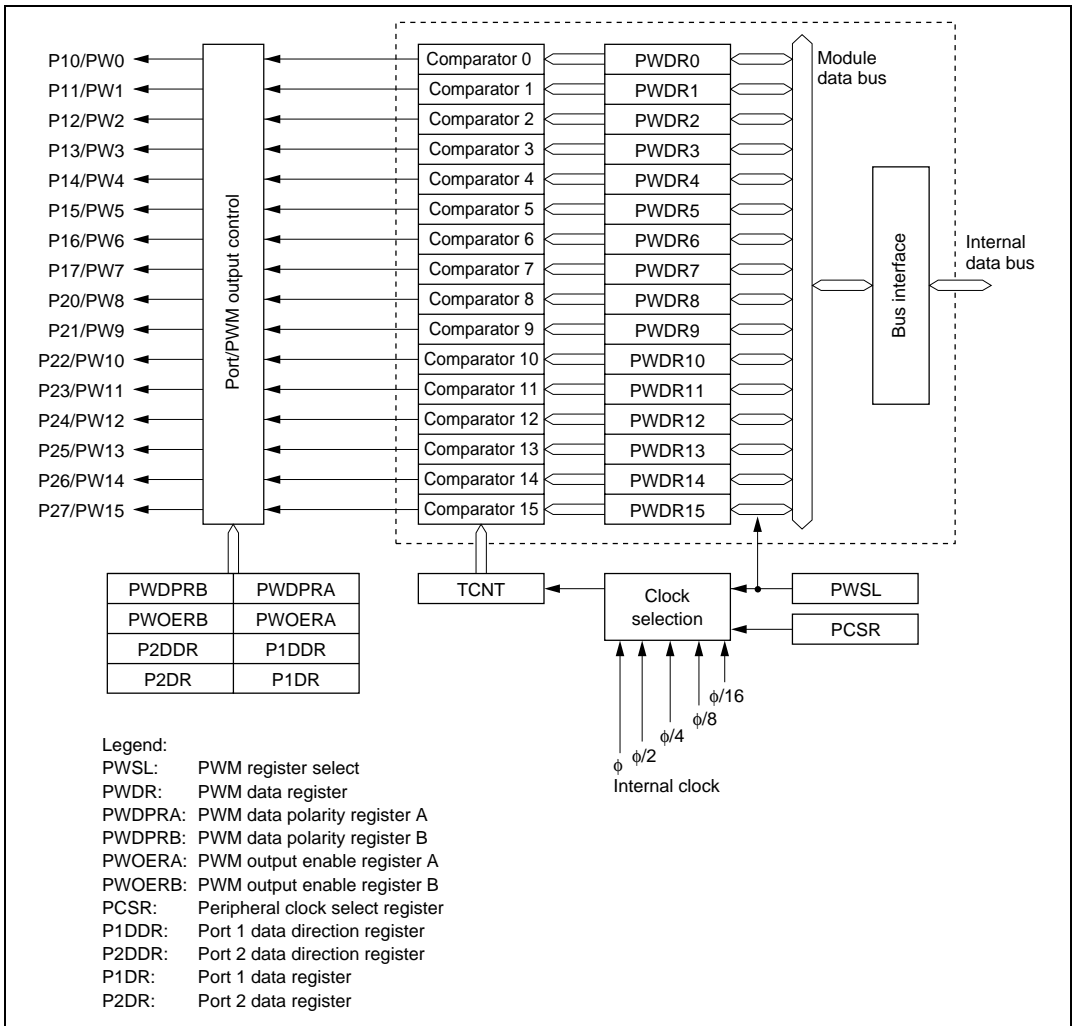 P10/PW0 Comparator 0 PWDR0 Module
data bus
P11/PW1 Comparator 1 PWDR1
P12/PW2 Comparator 2 PWDR2
P13/PW3 Comparator 3 PWDR3
P14/PW4 Comparator 4 PWDR4
P15/PW5 Comparator 5 PWDR5
P16/PW6 Comparator 6 PWDR6
P17/PW7 Comparator 7 PWDR7
P20/PW8 Comparator 8 PWDR8
P21/PW9 Comparator 9 PWDR9
P22/PW10 Comparator 10 PWDR10
P23/PW11 Comparator 11 PWDR11
P24/PW12 Comparator 12 PWDR12
P25/PW13 Comparator 13 PWDR13
P26/PW14 Comparator 14 PWDR14
P27/PW15 Comparator 15 PWDR15
Port/PWM output control
Bus interface
Internal
data bus
PWDPRB PWDPRA
PWOERB PWOERA
P2DDR P1DDR
P2DR P1DR
TCNT
Clock
selection
PWSL
PCSR
ϕ/16
ϕ/8
ϕ/4
ϕ/2
ϕ
Internal clock
Legend:
PWSL: PWM register select
PWDR: PWM data register
PWDPRA: PWM data polarity register A
PWDPRB: PWM data polarity register B
PWOERA: PWM output enable register A
PWOERB: PWM output enable register B
PCSR: Peripheral clock select register
P1DDR: Port 1 data direction register
P2DDR: Port 2 data direction register
P1DR: Port 1 data register
P2DR: Port 2 data register